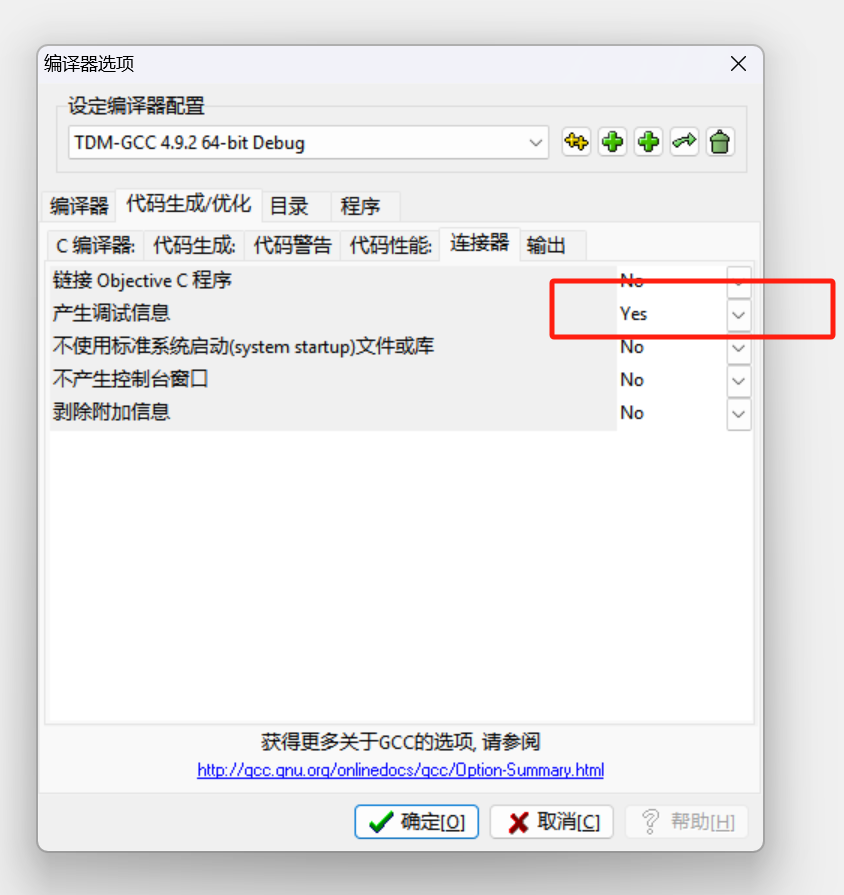 编译器选项
设定编译器配置
TDM-GCC 4.9.2 64-bit Debug
编译器 代码生成/优化 目录 程序
C 编译器: 代码生成: 代码警告 代码性能: 连接器 输出
链接 Objective C 程序 No
产生调试信息 Yes
不使用标准系统启动(system startup)文件或库 No
不产生控制台窗口 No
剥除附加信息 No
获得更多关于GCC的选项, 请参阅
http://gcc.gnu.org/onlinedocs/gcc/Option-Summary.html
确定[O] 取消[C] 帮助[H]